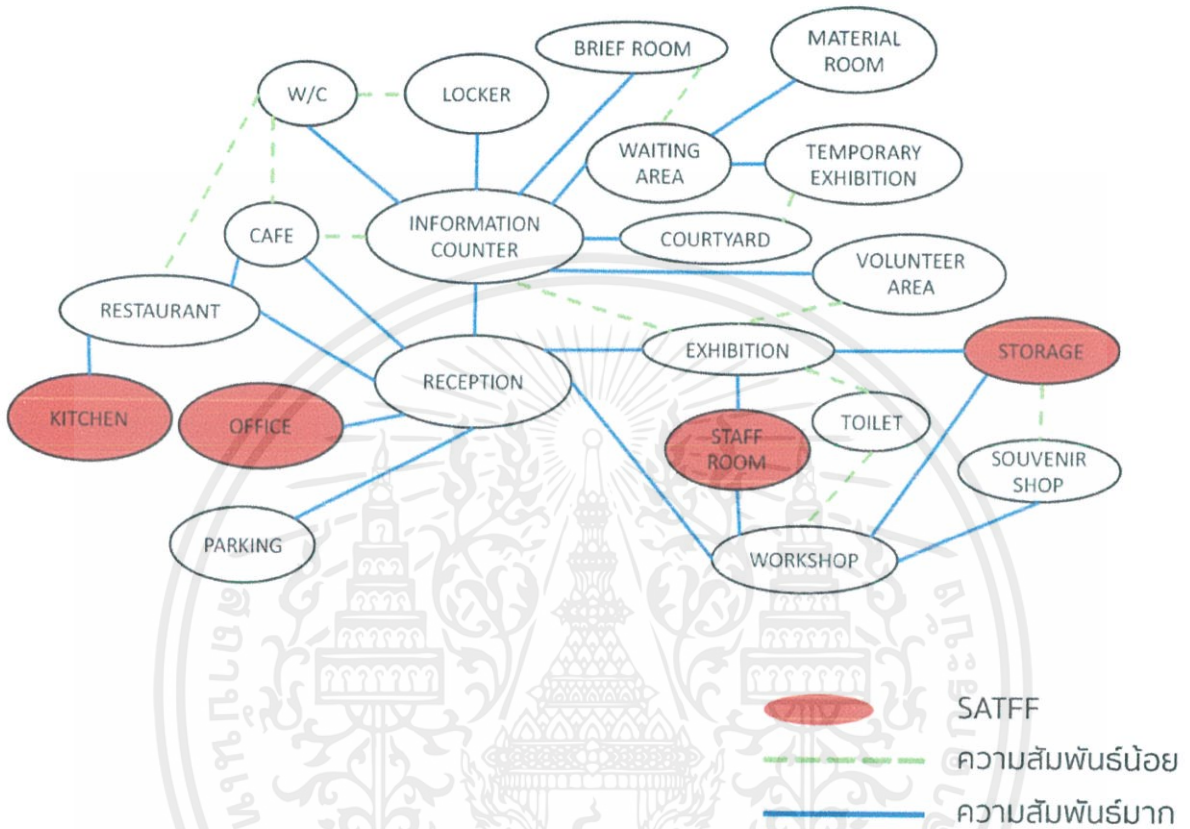 BRIEF ROOM
MATERIAL
ROOM
W/C
LOCKER
WAITING
AREA
TEMPORARY
EXHIBITION
CAFE
INFORMATION
COUNTER
COURTYARD
VOLUNTEER
AREA
RESTAURANT
EXHIBITION
STORAGE
RECEPTION
KITCHEN
OFFICE
STAFF
ROOM
TOILET
SOUVENIR
SHOP
PARKING
WORKSHOP
SATFF
ความสัมพันธ์น้อย
ความสัมพันธ์มาก